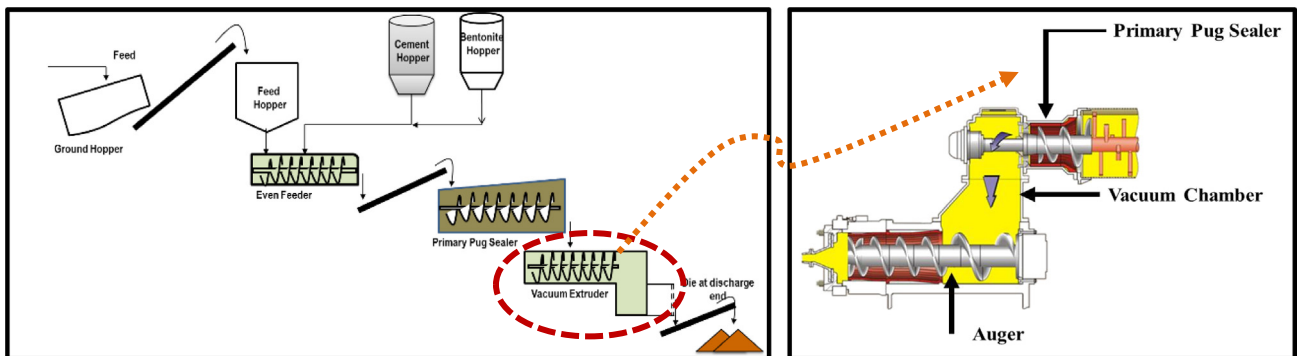 Feed
Ground Hopper
Feed
Hopper
Cement
Hopper
Bentonite
Hopper
Even Feeder
Primary Pug Sealer
Vacuum Extruder
Die at discharge
end
Primary Pug Sealer
Vacuum Chamber
Auger